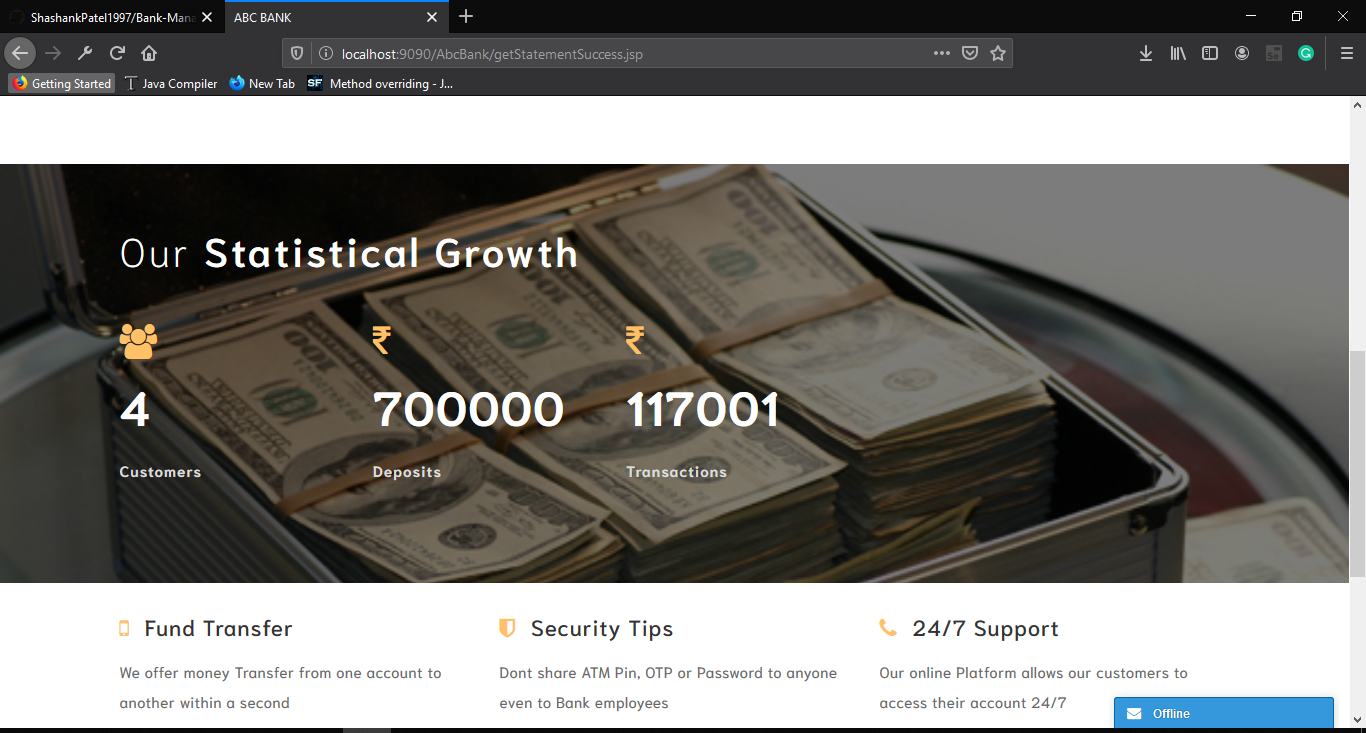 ShashankPatel1997/Bank-Mana
ABC BANK
localhost:9090/AbcBank/getStatementSuccess.jsp
Getting Started
Java Compiler
New Tab
SF
Method overriding - J...
Our Statistical Growth
4
700000
117001
Customers
Deposits
Transactions
Fund Transfer
Security Tips
24/7 Support
We offer money Transfer from one account to
another within a second
Dont share ATM Pin, OTP or Password to anyone
even to Bank employees
Our online Platform allows our customers to
access their account 24/7
Offline